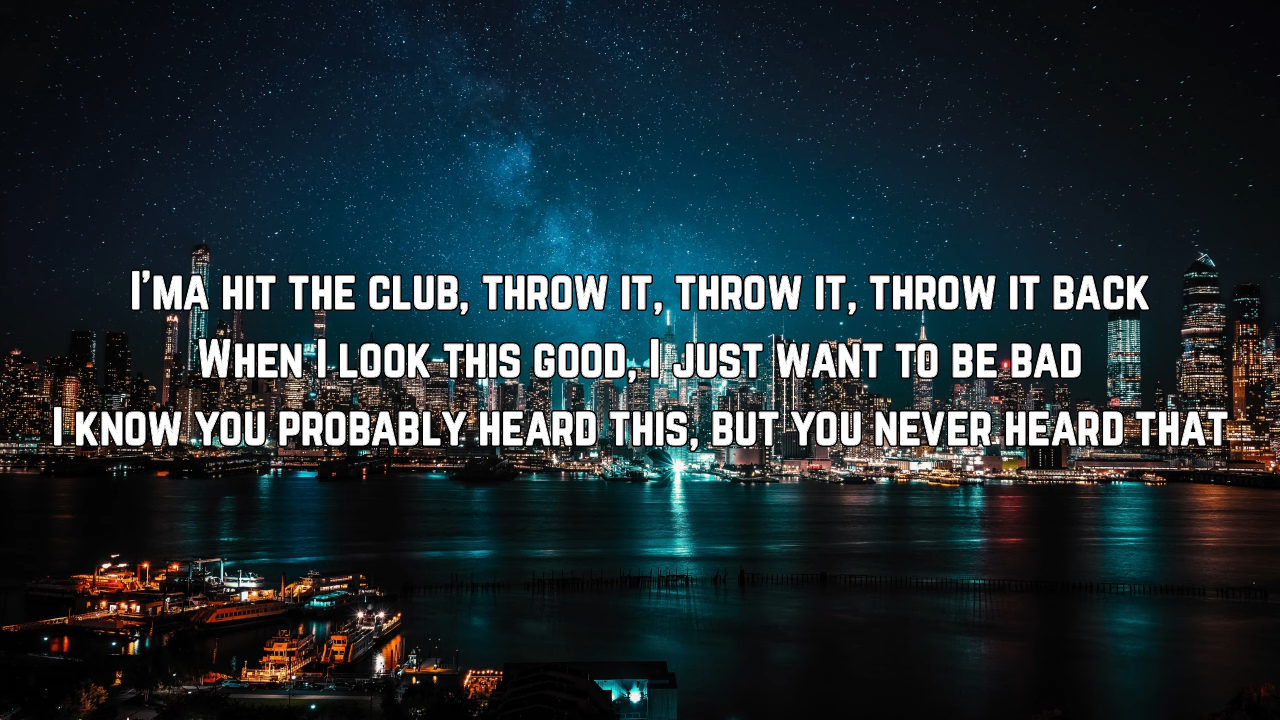 I'ma hit the club, throw it, throw it, throw it back
When I look this good, I just want to be bad
I know you probably heard this, but you never heard that